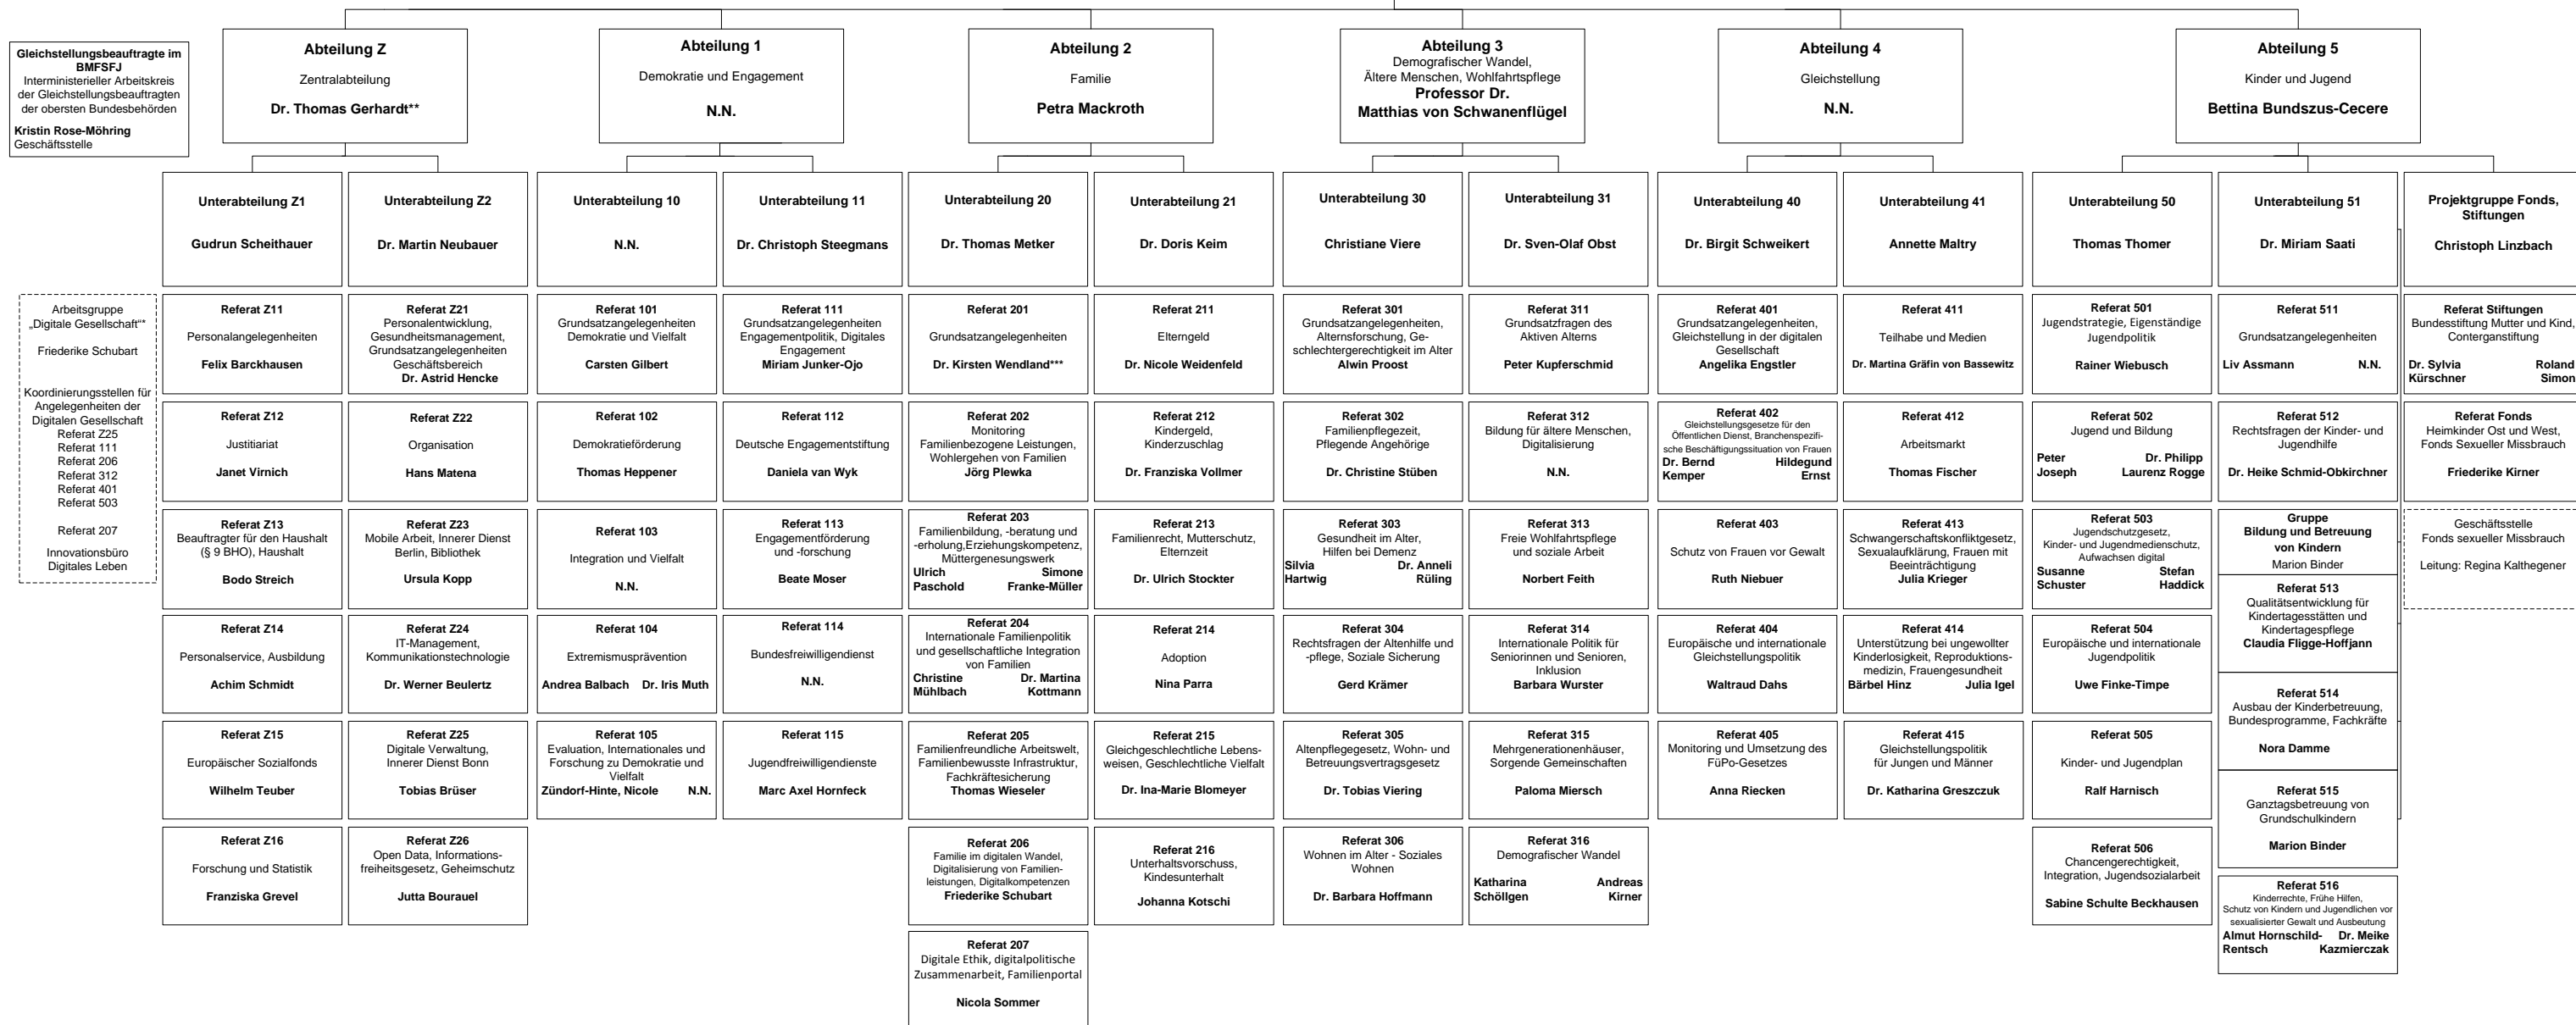 Gleichstellungsbeauftragte im
BMFSFJ
Interministerieller Arbeitskreis
der Gleichstellungsbeauftragten
der obersten Bundesbehörden
Kristin Rose-Möhring
Geschäftsstelle
Abteilung Z
Zentralabteilung
Dr. Thomas Gerhardt**
Abteilung 1
Demokratie und Engagement
N.N.
Abteilung 2
Familie
Petra Mackroth
Abteilung 3
Demografischer Wandel,
Ältere Menschen, Wohlfahrtspflege
Professor Dr.
Matthias von Schwanenflügel
Abteilung 4
Gleichstellung
N.N.
Abteilung 5
Kinder und Jugend
Bettina Bundszus-Cecere
Unterabteilung Z1
Gudrun Scheithauer
Unterabteilung Z2
Dr. Martin Neubauer
Unterabteilung 10
N.N.
Unterabteilung 11
Dr. Christoph Steegmans
Unterabteilung 20
Dr. Thomas Metker
Unterabteilung 21
Dr. Doris Keim
Unterabteilung 30
Christiane Viere
Unterabteilung 31
Dr. Sven-Olaf Obst
Unterabteilung 40
Dr. Birgit Schweikert
Unterabteilung 41
Annette Maltry
Unterabteilung 50
Thomas Thomer
Unterabteilung 51
Dr. Miriam Saati
Projektgruppe Fonds,
Stiftungen
Christoph Linzbach
Arbeitsgruppe
„Digitale Gesellschaft“*
Friederike Schubart
Koordinierungsstellen für
Angelegenheiten der
Digitalen Gesellschaft
Referat Z25
Referat 111
Referat 206
Referat 312
Referat 401
Referat 503
Referat 207
Innovationsbüro
Digitales Leben
Referat Z11
Personalangelegenheiten
Felix Barckhausen
Referat Z21
Personalentwicklung,
Gesundheitsmanagement,
Grundsatzangelegenheiten
Geschäftsbereich
Dr. Astrid Hencke
Referat 101
Grundsatzangelegenheiten
Demokratie und Vielfalt
Carsten Gilbert
Referat 111
Grundsatzangelegenheiten
Engagementpolitik, Digitales
Engagement
Miriam Junker-Ojo
Referat 201
Grundsatzangelegenheiten
Dr. Kirsten Wendland***
Referat 211
Elterngeld
Dr. Nicole Weidenfeld
Referat 301
Grundsatzangelegenheiten,
Alternsforschung, Ge-
schlechtergerechtigkeit im Alter
Alwin Proost
Referat 311
Grundsatzfragen des
Aktiven Alterns
Peter Kupferschmid
Referat 401
Grundsatzangelegenheiten,
Gleichstellung in der digitalen
Gesellschaft
Angelika Engstler
Referat 411
Teilhabe und Medien
Dr. Martina Gräfin von Bassewitz
Referat 501
Jugendstrategie, Eigenständige
Jugendpolitik
Rainer Wiebusch
Referat 511
Grundsatzangelegenheiten
Liv Assmann N.N.
Referat Stiftungen
Bundesstiftung Mutter und Kind,
Conterganstiftung
Dr. Sylvia Roland
Kürschner Simon
Referat Z12
Justitiariat
Janet Virnich
Referat Z22
Organisation
Hans Matena
Referat 102
Demokratieförderung
Thomas Heppener
Referat 112
Deutsche Engagementstiftung
Daniela van Wyk
Referat 202
Monitoring
Familienbezogene Leistungen,
Wohlergehen von Familien
Jörg Plewka
Referat 212
Kindergeld,
Kinderzuschlag
Dr. Franziska Vollmer
Referat 302
Familienpflegezeit,
Pflegende Angehörige
Dr. Christine Stüben
Referat 312
Bildung für ältere Menschen,
Digitalisierung
N.N.
Referat 402
Gleichstellungsgesetze für den
Öffentlichen Dienst, Branchenspezifi-
sche Beschäftigungssituation von Frauen
Dr. Bernd Hildegund
Kemper Ernst
Referat 412
Arbeitsmarkt
Thomas Fischer
Referat 502
Jugend und Bildung
Peter Dr. Philipp
Joseph Laurenz Rogge
Referat 512
Rechtsfragen der Kinder- und
Jugendhilfe
Dr. Heike Schmid-Obkirchner
Referat Fonds
Heimkinder Ost und West,
Fonds Sexueller Missbrauch
Friederike Kirner
Referat Z13
Beauftragter für den Haushalt
(§ 9 BHO), Haushalt
Bodo Streich
Referat Z23
Mobile Arbeit, Innerer Dienst
Berlin, Bibliothek
Ursula Kopp
Referat 103
Integration und Vielfalt
N.N.
Referat 113
Engagementförderung
und -forschung
Beate Moser
Referat 203
Familienbildung, -beratung und
-erholung,Erziehungskompetenz,
Müttergenesungswerk
Ulrich Simone
Paschold Franke-Müller
Referat 213
Familienrecht, Mutterschutz,
Elternzeit
Dr. Ulrich Stockter
Referat 303
Gesundheit im Alter,
Hilfen bei Demenz
Silvia Dr. Anneli
Hartwig Rüling
Referat 313
Freie Wohlfahrtspflege
und soziale Arbeit
Norbert Feith
Referat 403
Schutz von Frauen vor Gewalt
Ruth Niebuer
Referat 413
Schwangerschaftskonfliktgesetz,
Sexualaufklärung, Frauen mit
Beeinträchtigung
Julia Krieger
Referat 503
Jugendschutzgesetz,
Kinder- und Jugendmedienschutz,
Aufwachsen digital
Susanne Stefan
Schuster Haddick
Gruppe
Bildung und Betreuung
von Kindern
Marion Binder
Geschäftsstelle
Fonds sexueller Missbrauch
Leitung: Regina Kalthegener
Referat 513
Qualitätsentwicklung für
Kindertagesstätten und
Kindertagespflege
Claudia Fligge-Hoffjann
Referat Z14
Personalservice, Ausbildung
Achim Schmidt
Referat Z24
IT-Management,
Kommunikationstechnologie
Dr. Werner Beulertz
Referat 104
Extremismusprävention
Andrea Balbach Dr. Iris Muth
Referat 114
Bundesfreiwilligendienst
N.N.
Referat 204
Internationale Familienpolitik
und gesellschaftliche Integration
von Familien
Christine Dr. Martina
Mühlbach Kottmann
Referat 214
Adoption
Nina Parra
Referat 304
Rechtsfragen der Altenhilfe und
-pflege, Soziale Sicherung
Gerd Krämer
Referat 314
Internationale Politik für
Seniorinnen und Senioren,
Inklusion
Barbara Wurster
Referat 404
Europäische und internationale
Gleichstellungspolitik
Waltraud Dahs
Referat 414
Unterstützung bei ungewollter
Kinderlosigkeit, Reproduktions-
medizin, Frauengesundheit
Bärbel Hinz Julia Igel
Referat 504
Europäische und internationale
Jugendpolitik
Uwe Finke-Timpe
Referat 514
Ausbau der Kinderbetreuung,
Bundesprogramme, Fachkräfte
Nora Damme
Referat Z15
Europäischer Sozialfonds
Wilhelm Teuber
Referat Z25
Digitale Verwaltung,
Innerer Dienst Bonn
Tobias Brüser
Referat 105
Evaluation, Internationales und
Forschung zu Demokratie und
Vielfalt
Zündorf-Hinte, Nicole N.N.
Referat 115
Jugendfreiwilligendienste
Marc Axel Hornfeck
Referat 205
Familienfreundliche Arbeitswelt,
Familienbewusste Infrastruktur,
Fachkräftesicherung
Thomas Wieseler
Referat 215
Gleichgeschlechtliche Lebens-
weisen, Geschlechtliche Vielfalt
Dr. Ina-Marie Blomeyer
Referat 305
Altenpflegegesetz, Wohn- und
Betreuungsvertragsgesetz
Dr. Tobias Viering
Referat 315
Mehrgenerationenhäuser,
Sorgende Gemeinschaften
Paloma Miersch
Referat 405
Monitoring und Umsetzung des
FüPo-Gesetzes
Anna Riecken
Referat 415
Gleichstellungspolitik
für Jungen und Männer
Dr. Katharina Greszczuk
Referat 505
Kinder- und Jugendplan
Ralf Harnisch
Referat 515
Ganztagsbetreuung von
Grundschulkindern
Marion Binder
Referat Z16
Forschung und Statistik
Franziska Grevel
Referat Z26
Open Data, Informations-
freiheitsgesetz, Geheimschutz
Jutta Bourauel
Referat 206
Familie im digitalen Wandel,
Digitalisierung von Familien-
leistungen, Digitalkompetenzen
Friederike Schubart
Referat 216
Unterhaltsvorschuss,
Kindesunterhalt
Johanna Kotschi
Referat 306
Wohnen im Alter - Soziales
Wohnen
Dr. Barbara Hoffmann
Referat 316
Demografischer Wandel
Katharina Andreas
Schöllgen Kirner
Referat 506
Chancengerechtigkeit,
Integration, Jugendsozialarbeit
Sabine Schulte Beckhausen
Referat 516
Kinderrechte, Frühe Hilfen,
Schutz von Kindern und Jugendlichen vor
sexualisierter Gewalt und Ausbeutung
Almut Hornschild- Dr. Meike
Rentsch Kazmierczak
Referat 207
Digitale Ethik, digitalpolitische
Zusammenarbeit, Familienportal
Nicola Sommer